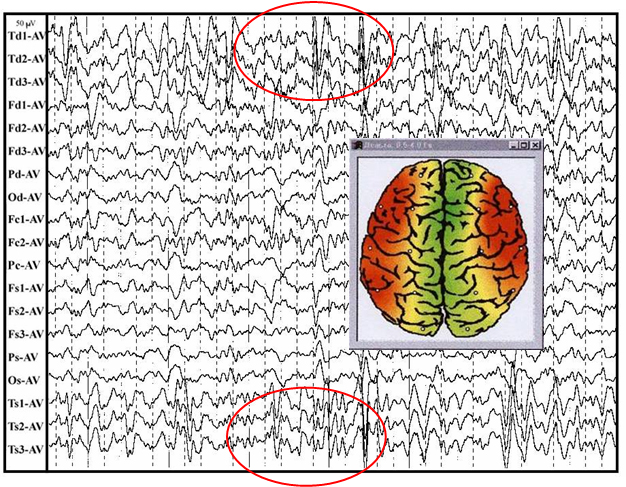 50 µV
Td1-AV
Td2-AV
Td3-AV
Fd1-AV
Fd2-AV
Fd3-AV
Pd-AV
Od-AV
Fc1-AV
Fc2-AV
Pc-AV
Fs1-AV
Fs2-AV
Fs3-AV
Ps-AV
Os-AV
Ts1-AV
Ts2-AV
Ts3-AV